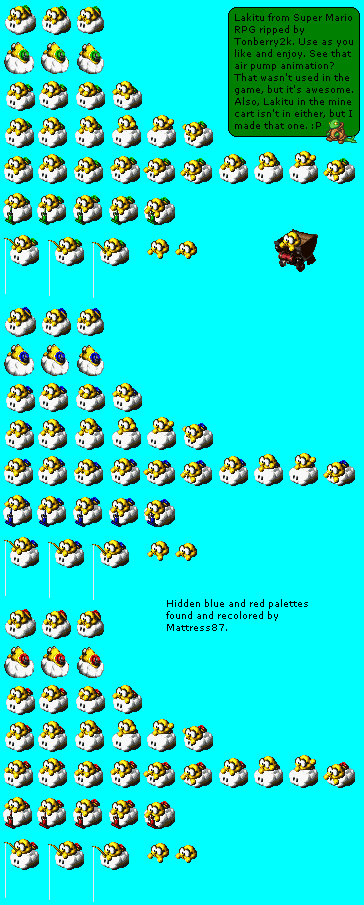 Lakitu from Super Mario
RPG ripped by
Tonberry2k. Use as you
like and enjoy. See that
air pump animation?
That wasn't used in the
game, but it's awesome.
Also, Lakitu in the mine
cart isn't in either, but I
made that one. :P
Hidden blue and red palettes
found and recolored by
Mattress87.